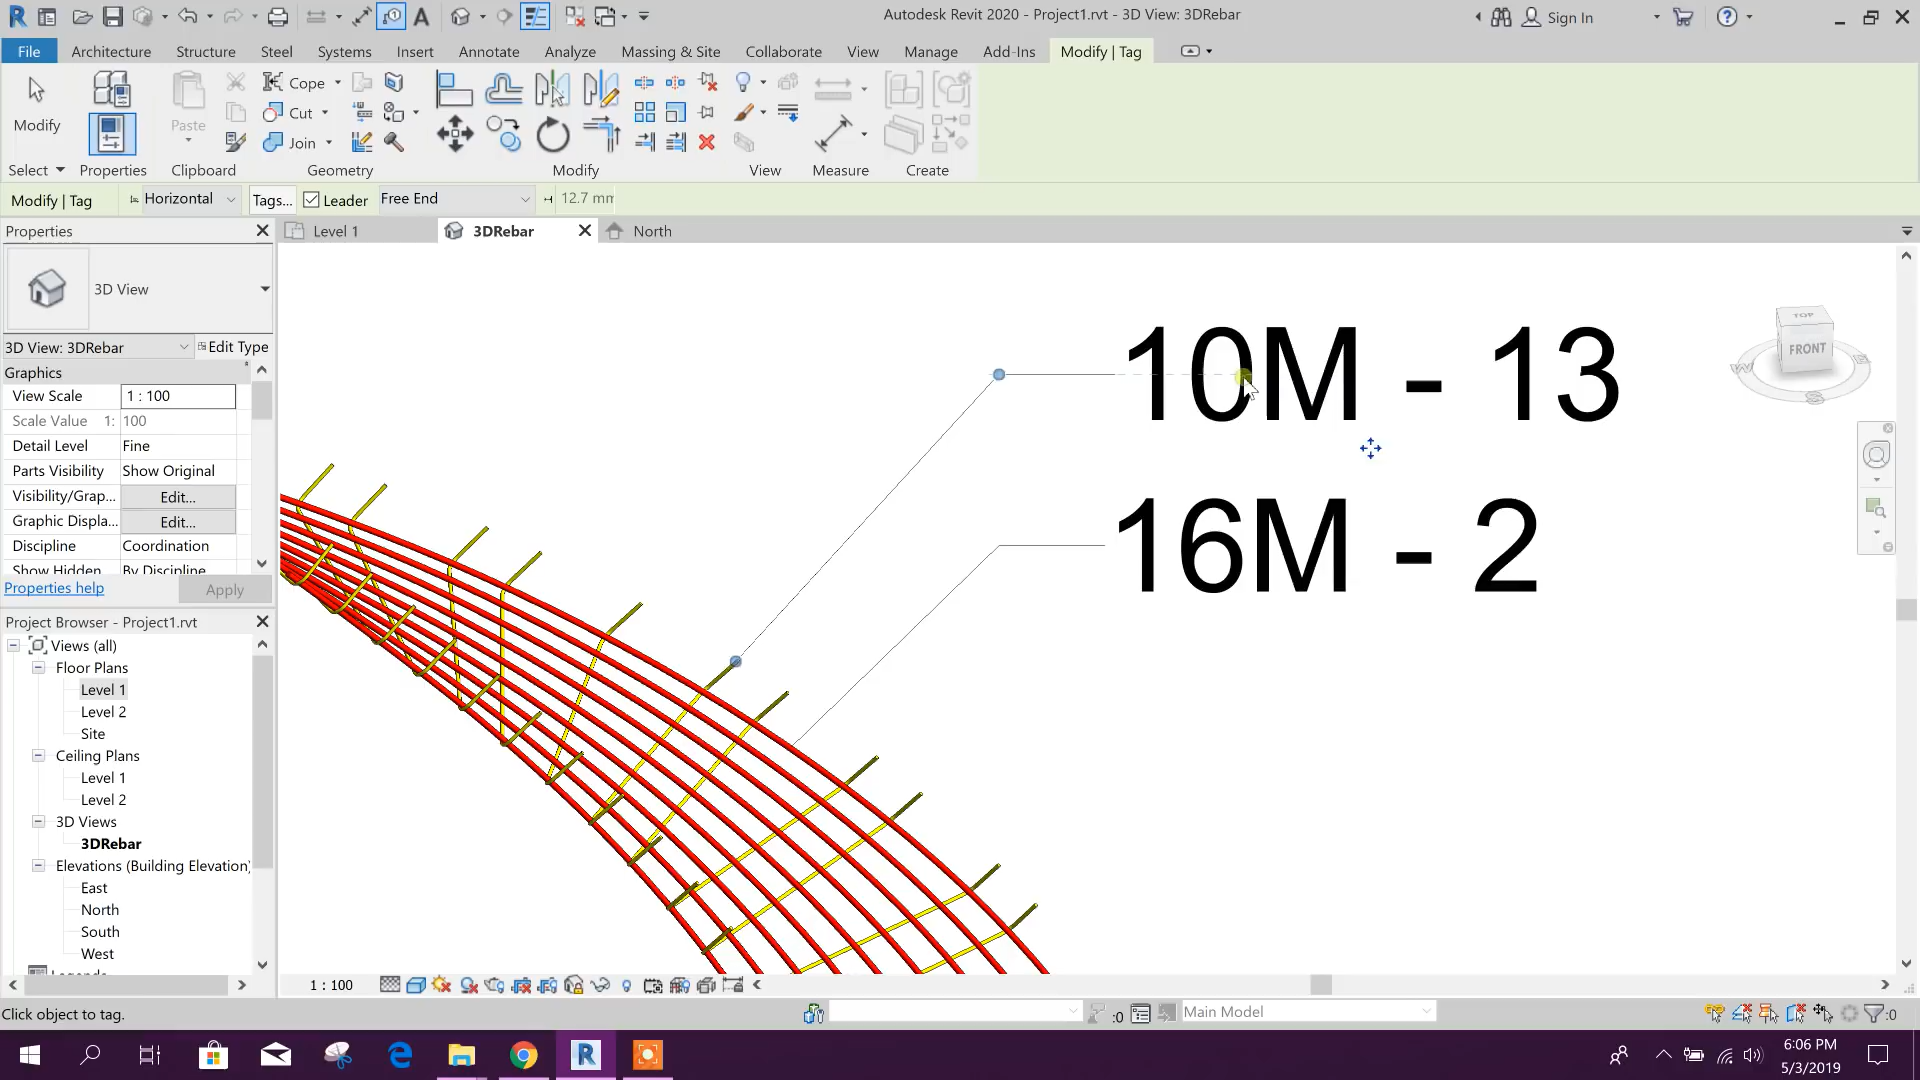 Autodesk Revit 2020 - Project1.rvt - 3D View: 3DRebar
Sign In
File
Architecture
Structure
Steel
Systems
Insert
Annotate
Analyze
Massing & Site
Collaborate
View
Manage
Add-Ins
Modify | Tag
Modify
Paste
Cope
Cut
Join
Select
Properties
Clipboard
Geometry
Modify
View
Measure
Create
Modify | Tag
Horizontal
Tags...
Leader
Free End
12.7 mm
Properties
Level 1
3DRebar
North
3D View
3D View: 3DRebar
Edit Type
Graphics
View Scale
1 : 100
Scale Value 1:
100
Detail Level
Fine
Parts Visibility
Show Original
Visibility/Grap...
Edit...
Graphic Displa...
Edit...
Discipline
Coordination
Show Hidden
By Discipline
Properties help
Apply
Project Browser - Project1.rvt
Views (all)
Floor Plans
Level 1
Level 2
Site
Ceiling Plans
Level 1
Level 2
3D Views
3DRebar
Elevations (Building Elevation)
East
North
South
West
Legends
10M - 13
16M - 2
TOP
FRONT
W
S
E
1 : 100
Click object to tag.
:0
Main Model
:0
6:06 PM
5/3/2019